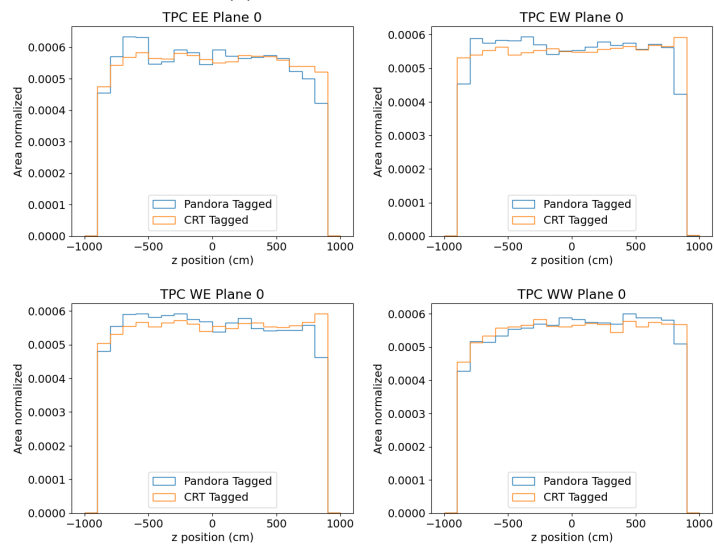 TPC EE Plane 0
Area normalized
0.0006
0.0005
0.0004
0.0003
0.0002
0.0001
0.0000
Pandora Tagged
CRT Tagged
−1000 −500 0 500 1000
z position (cm)
TPC EW Plane 0
Area normalized
0.0006
0.0005
0.0004
0.0003
0.0002
0.0001
0.0000
Pandora Tagged
CRT Tagged
−1000 −500 0 500 1000
z position (cm)
TPC WE Plane 0
Area normalized
0.0006
0.0005
0.0004
0.0003
0.0002
0.0001
0.0000
Pandora Tagged
CRT Tagged
−1000 −500 0 500 1000
z position (cm)
TPC WW Plane 0
Area normalized
0.0006
0.0005
0.0004
0.0003
0.0002
0.0001
0.0000
Pandora Tagged
CRT Tagged
−1000 −500 0 500 1000
z position (cm)